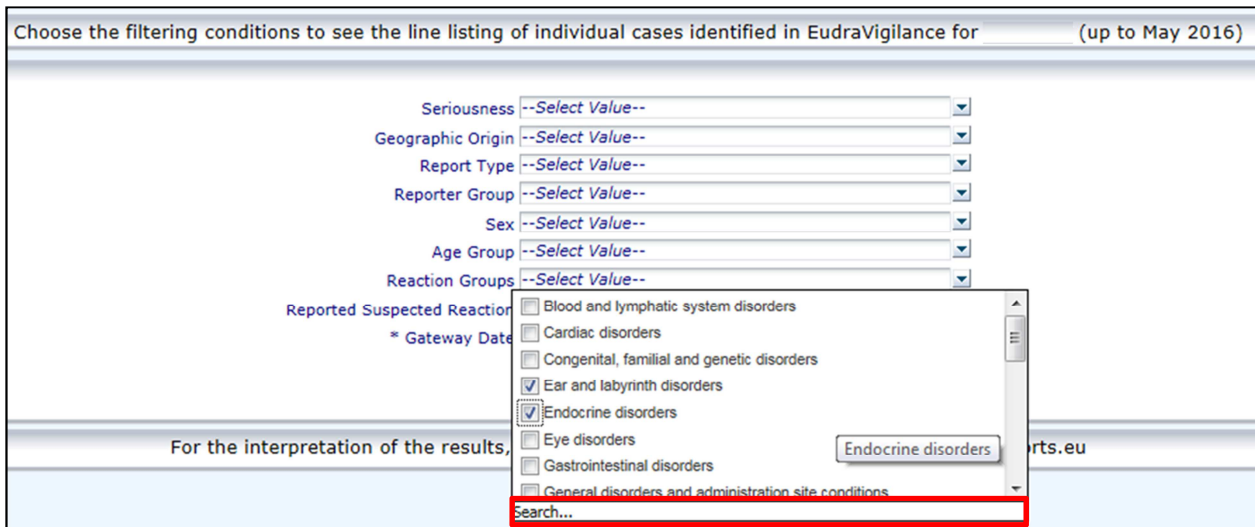 Choose the filtering conditions to see the line listing of individual cases identified in EudraVigilance for (up to May 2016)
Seriousness --Select Value--
Geographic Origin --Select Value--
Report Type --Select Value--
Reporter Group --Select Value--
Sex --Select Value--
Age Group --Select Value--
Reaction Groups --Select Value--
Reported Suspected Reaction
* Gateway Date
Blood and lymphatic system disorders
Cardiac disorders
Congenital, familial and genetic disorders
Ear and labyrinth disorders
Endocrine disorders
Eye disorders
Gastrointestinal disorders
General disorders and administration site conditions
Search...
Endocrine disorders
For the interpretation of the results, rts.eu